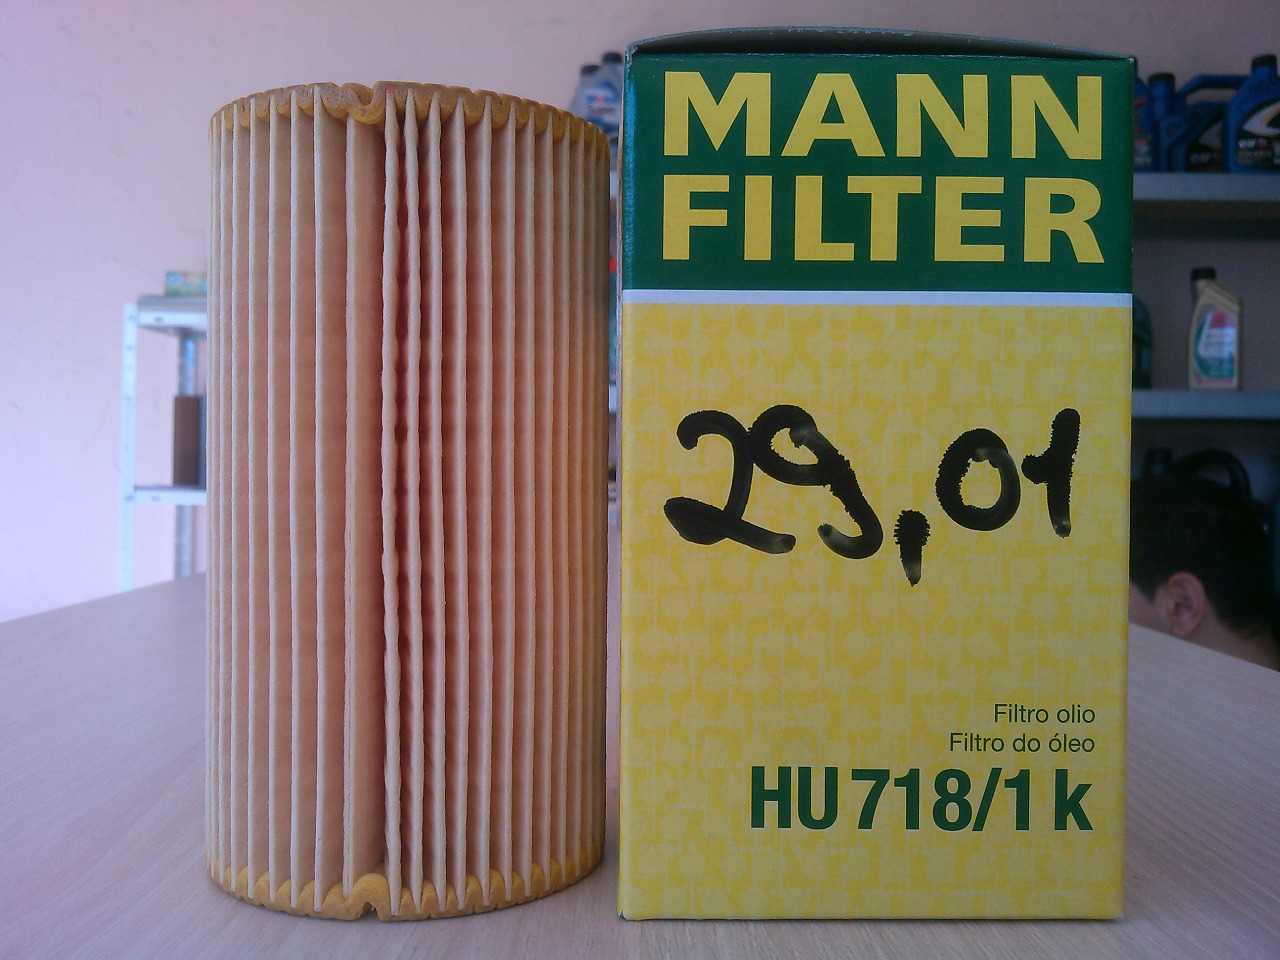 MANN
FILTER
29,01
Filtro olio
Filtro do óleo
HU 718/1 k